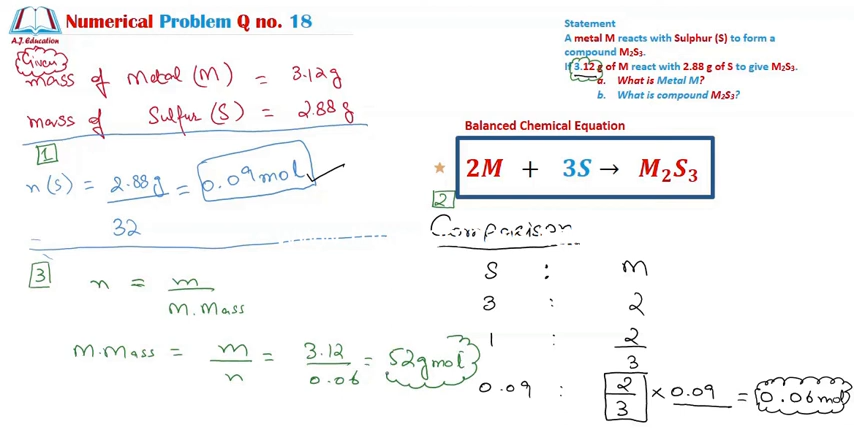 Numerical Problem Q no. 18
A.J. Education
Statement
A metal M reacts with Sulphur (S) to form a
compound M₂S₃.
If 3.12 g of M react with 2.88 g of S to give M₂S₃.
a. What is Metal M?
b. What is compound M₂S₃?
Given
Mass of Metal (M) = 3.12g
Mass of Sulfur (S) = 2.88g
1
n(S) = 2.88g / 32 = 0.09 mol
=
Balanced Chemical Equation
2M + 3S → M₂S₃
2
Comparison
S : M
3 : 2
1 : 2/3
0.09 : 2/3 × 0.09 = 0.06 mol
3
n = m / M.Mass
M.Mass = m/n = 3.12 / 0.06 = 52 g mol⁻¹